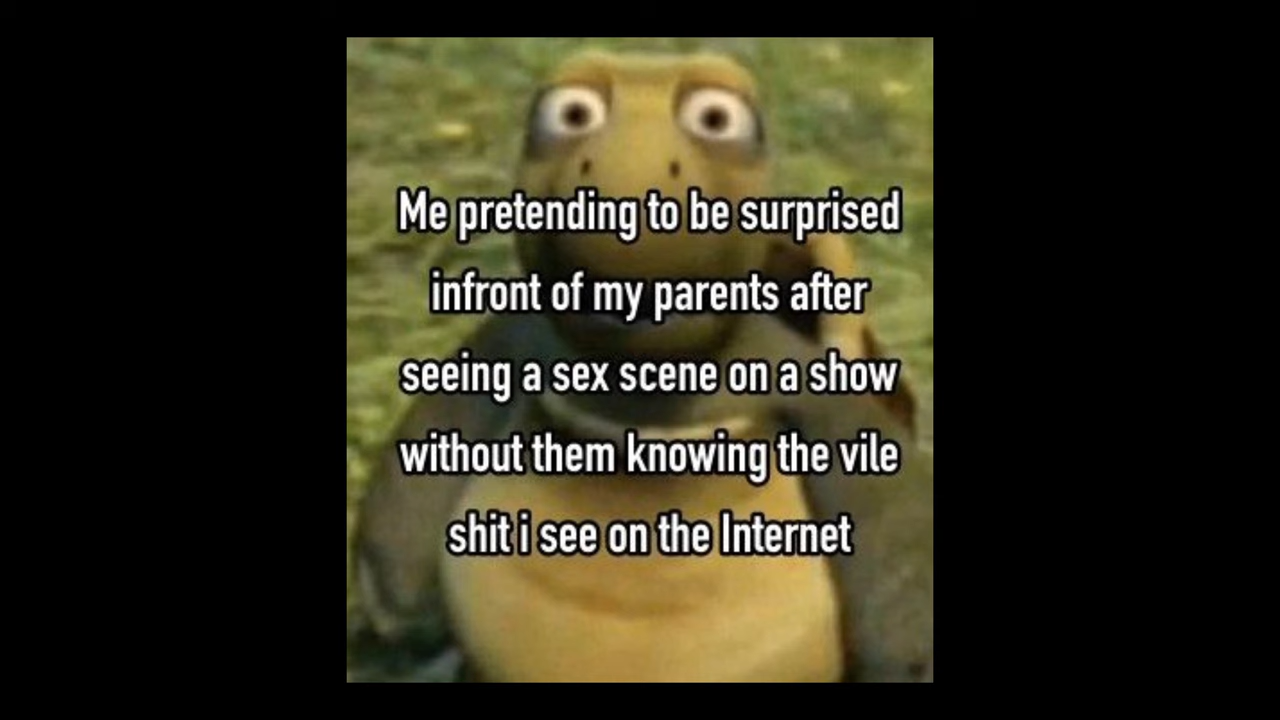 Me pretending to be surprised
infront of my parents after
seeing a sex scene on a show
without them knowing the vile
shit i see on the Internet